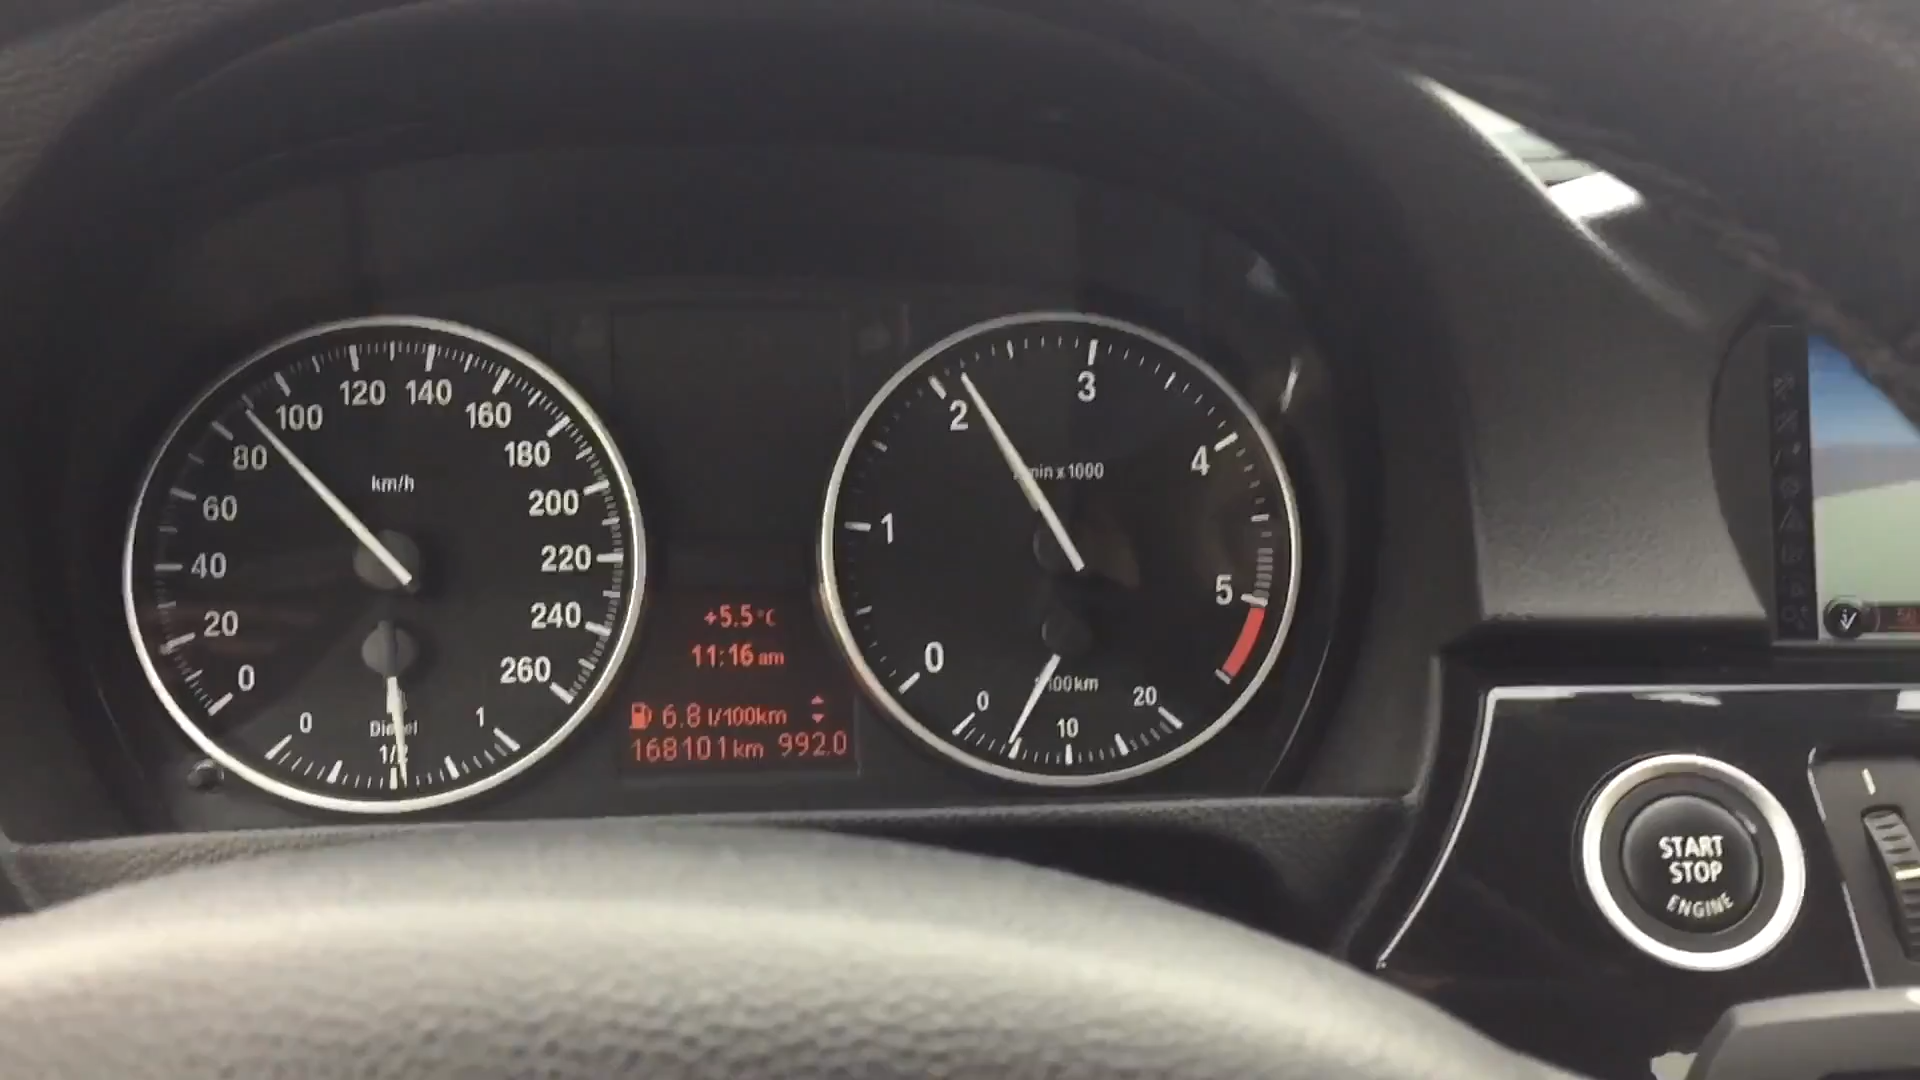 0
20
40
60
80
100
120
140
160
180
200
220
240
260
km/h
0
Diesel
1/2
1
+5.5°C
11:16 am
6.8 l/100km
168101 km 992.0
0
1
2
3
4
5
min x 1000
0
100km
10
20
START
STOP
ENGINE